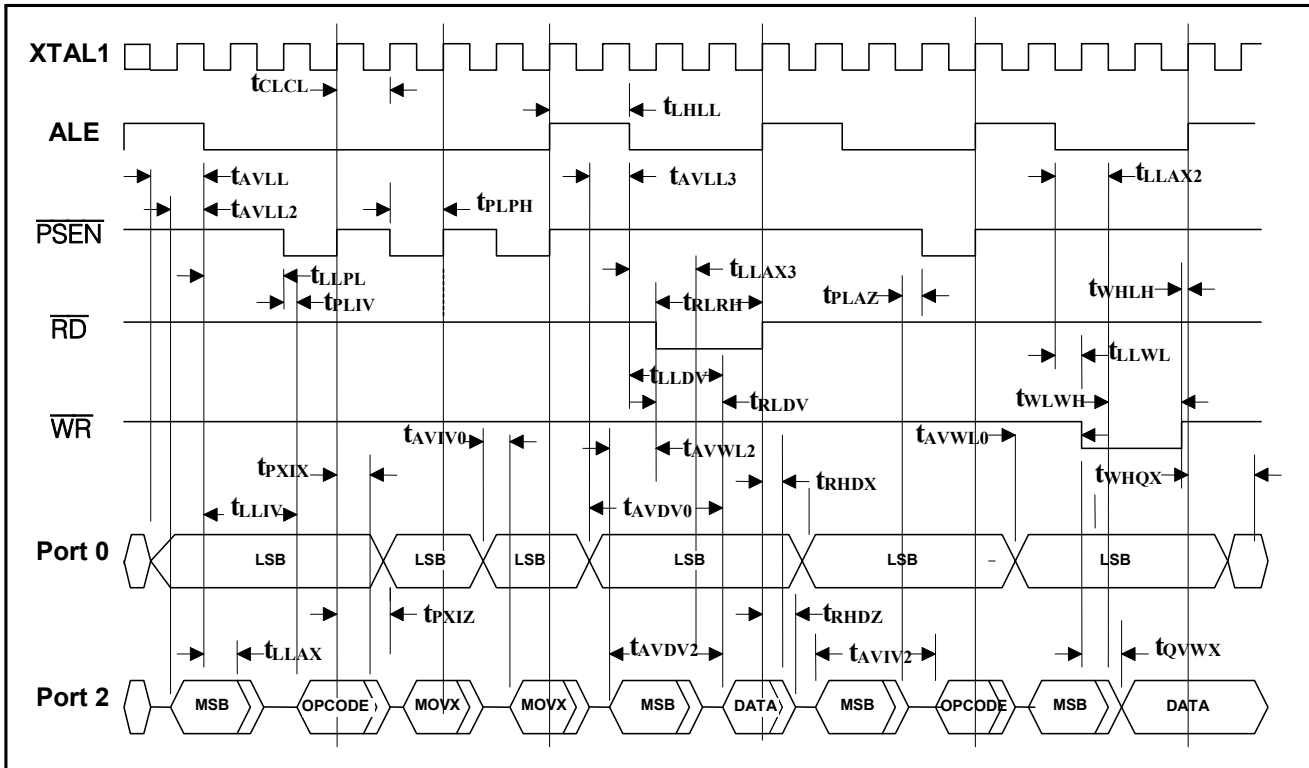 XTAL1
tCLCL
tLHLL
ALE
tAVLL
tAVLL3
tLLAX2
tAVLL2
tPLPH
PSEN
tLLPL
tLLAX3
tPLIV
tRLRH
tPLAZ
tWHLH
RD
tLLDV
tLLWL
tRLDV
tWLWH
WR
tAVIV0
tAVWL2
tAVWL0
tPXIX
tRHDX
tWHQX
tLLIV
tAVDV0
Port 0
LSB LSB LSB LSB LSB LSB
tPXIZ
tRHDZ
tLLAX
tAVDV2
tAVIV2
tQVWX
Port 2
MSB OPCODE MOVX MOVX MSB DATA MSB OPCODE MSB DATA